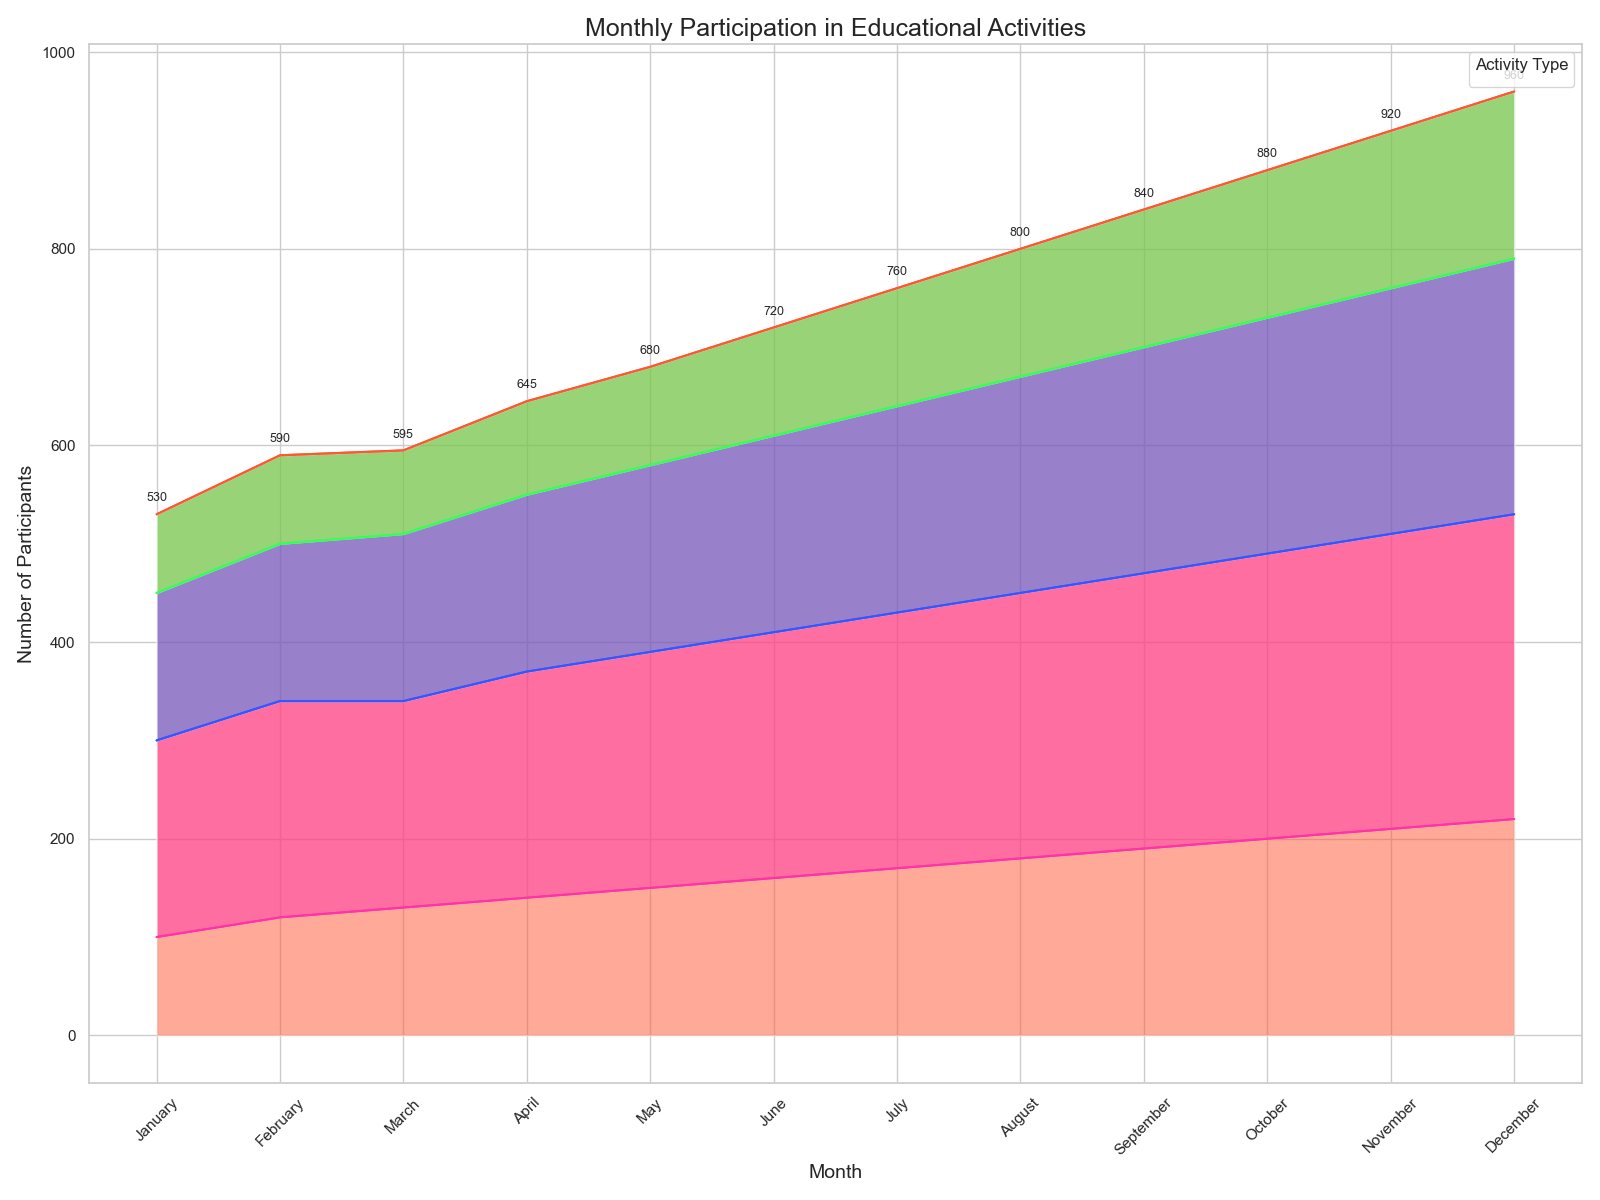 Monthly Participation in Educational Activities
Number of Participants
1000
800
600
400
200
0
Activity Type
530
590
595
645
680
720
760
800
840
880
920
960
January
February
March
April
May
June
July
August
September
October
November
December
Month